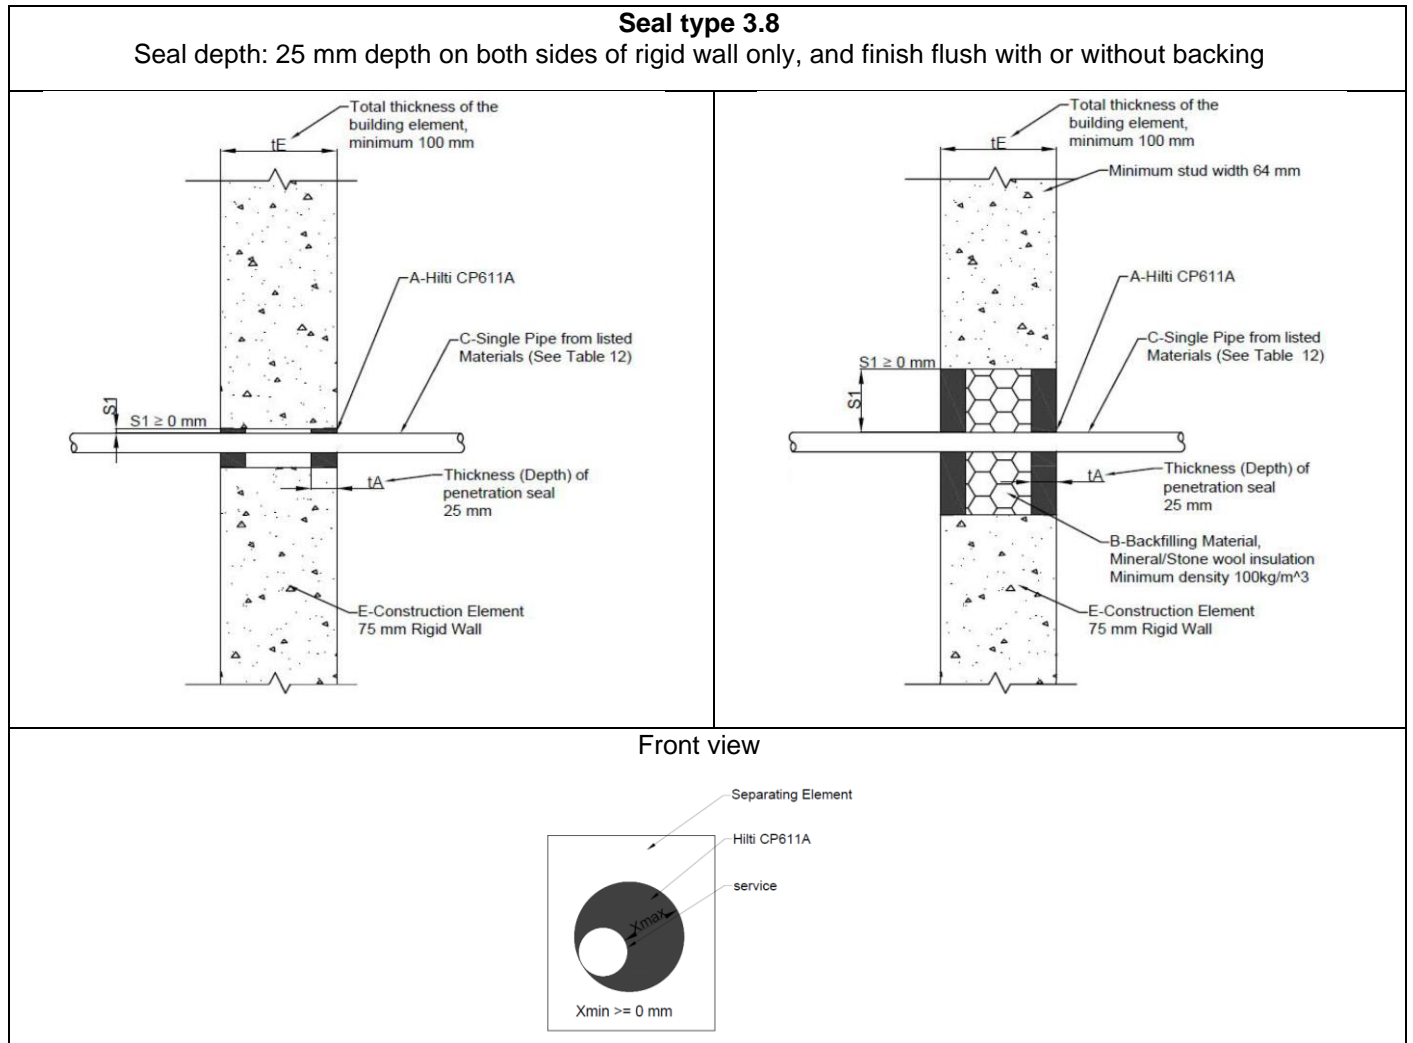 Seal type 3.8
Seal depth: 25 mm depth on both sides of rigid wall only, and finish flush with or without backing
Total thickness of the
building element,
minimum 100 mm
tE
A-Hilti CP611A
C-Single Pipe from listed
Materials (See Table 12)
S1
S1 ≥ 0 mm
tA
Thickness (Depth) of
penetration seal
25 mm
E-Construction Element
75 mm Rigid Wall
Total thickness of the
building element,
minimum 100 mm
tE
Minimum stud width 64 mm
A-Hilti CP611A
C-Single Pipe from listed
Materials (See Table 12)
S1 ≥ 0 mm
S1
tA
Thickness (Depth) of
penetration seal
25 mm
B-Backfilling Material,
Mineral/Stone wool insulation
Minimum density 100kg/m^3
E-Construction Element
75 mm Rigid Wall
Front view
Separating Element
Hilti CP611A
service
Xmax
Xmin >= 0 mm